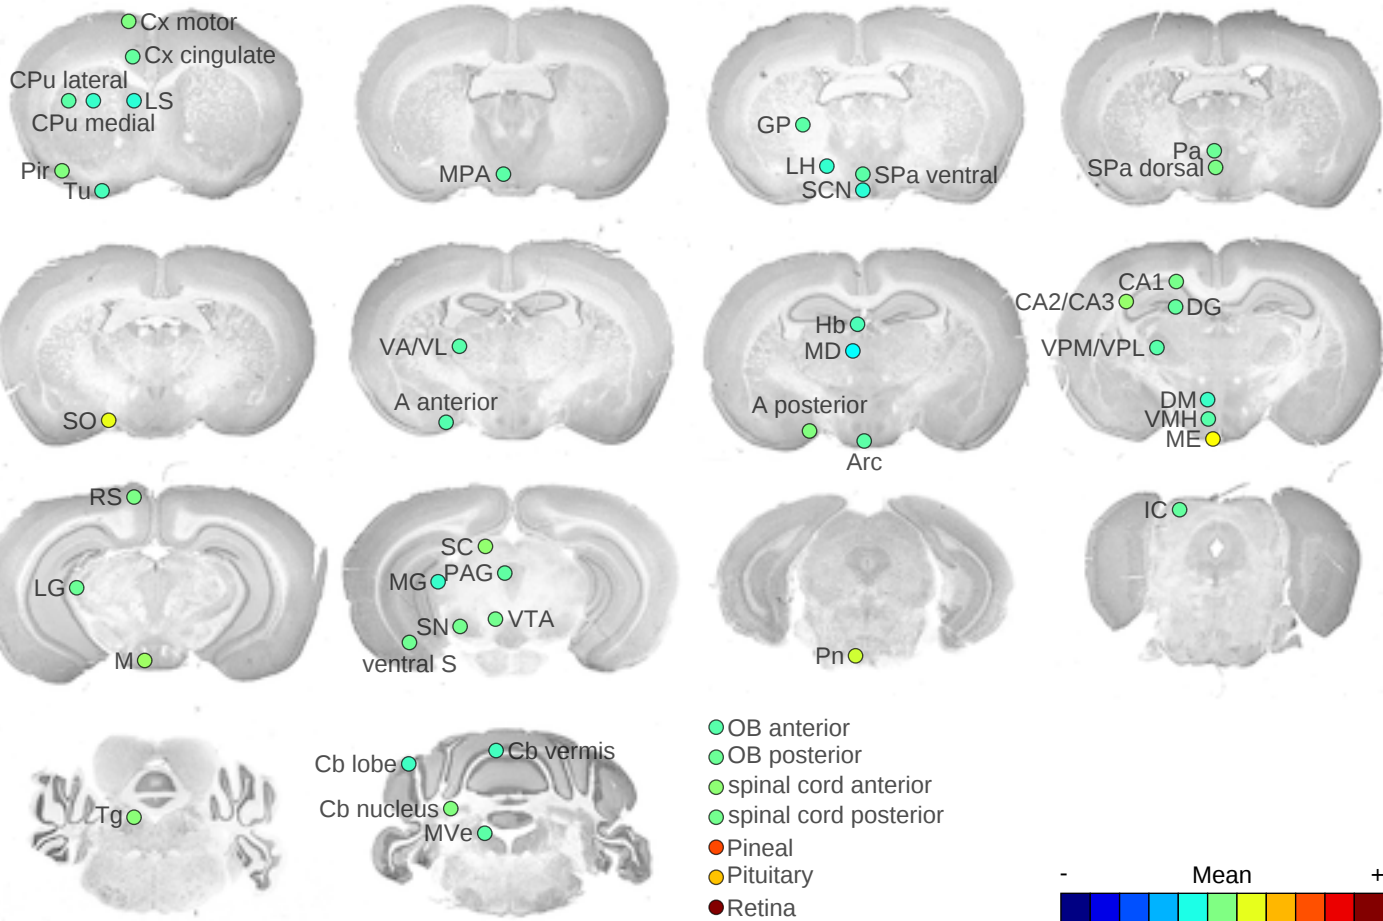 Cx motor
Cx cingulate
CPu lateral
LS
CPu medial
Pir
Tu
MPA
GP
LH
SPa ventral
SCN
Pa
SPa dorsal
SO
VA/VL
A anterior
Hb
MD
A posterior
Arc
CA1
CA2/CA3
DG
VPM/VPL
DM
VMH
ME
RS
LG
M
SC
MG
PAG
SN
VTA
ventral S
Pn
IC
Tg
Cb lobe
Cb vermis
Cb nucleus
MVe
OB anterior
OB posterior
spinal cord anterior
spinal cord posterior
Pineal
Pituitary
Retina
- Mean +